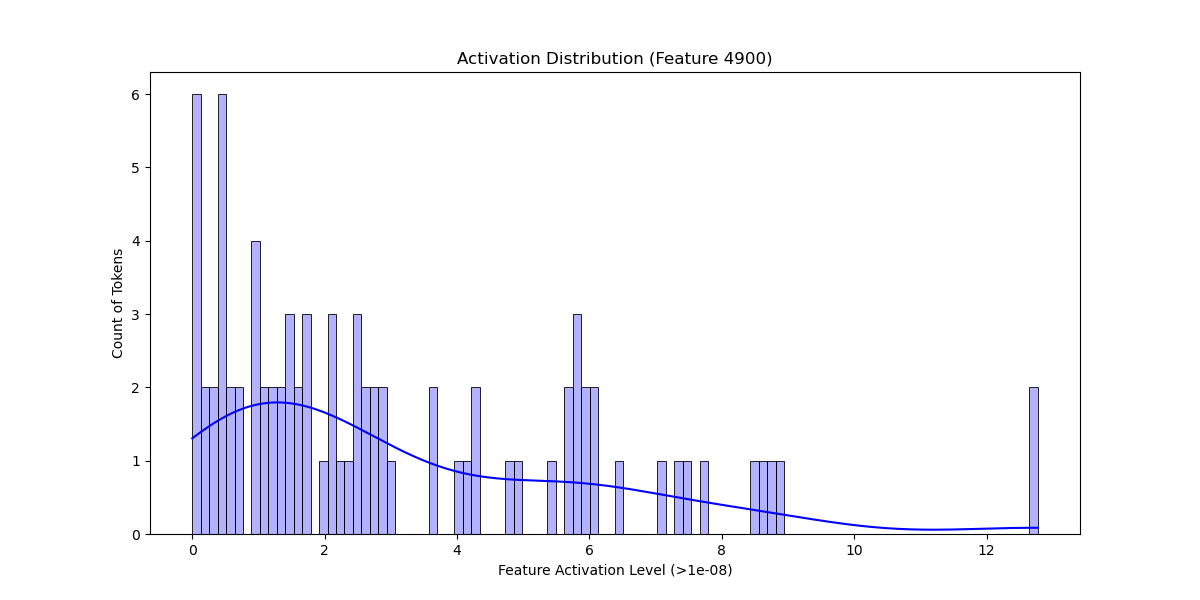 Activation Distribution (Feature 4900)
Count of Tokens
6
5
4
3
2
1
0
0 2 4 6 8 10 12
Feature Activation Level (>1e-08)